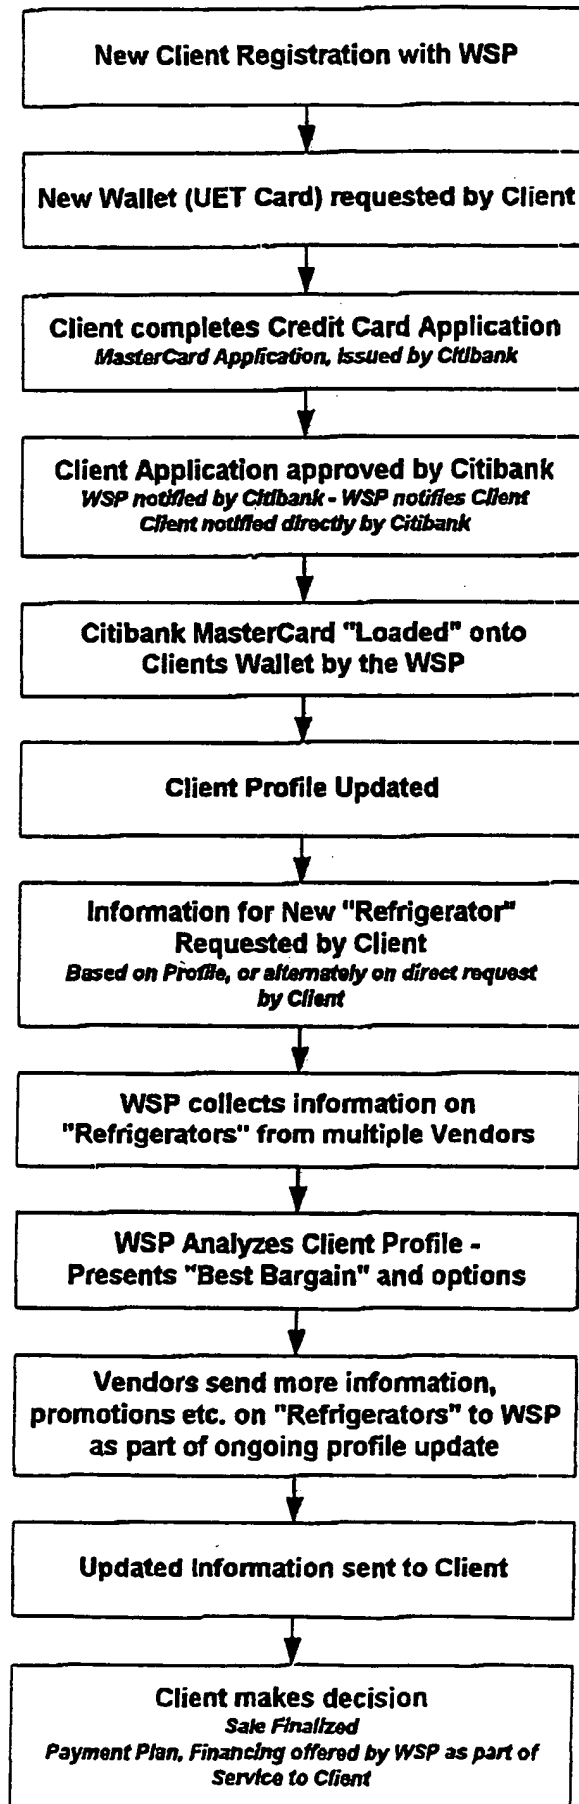 New Client Registration with WSP
New Wallet (UET Card) requested by Client
Client completes Credit Card Application
MasterCard Application, issued by Citibank
Client Application approved by Citibank
WSP notified by Citibank - WSP notifies Client
Client notified directly by Citibank
Citibank MasterCard "Loaded" onto
Clients Wallet by the WSP
Client Profile Updated
Information for New "Refrigerator"
Requested by Client
Based on Profile, or alternately on direct request
by Client
WSP collects information on
"Refrigerators" from multiple Vendors
WSP Analyzes Client Profile -
Presents "Best Bargain" and options
Vendors send more information,
promotions etc. on "Refrigerators" to WSP
as part of ongoing profile update
Updated Information sent to Client
Client makes decision
Sale Finalized
Payment Plan, Financing offered by WSP as part of
Service to Client